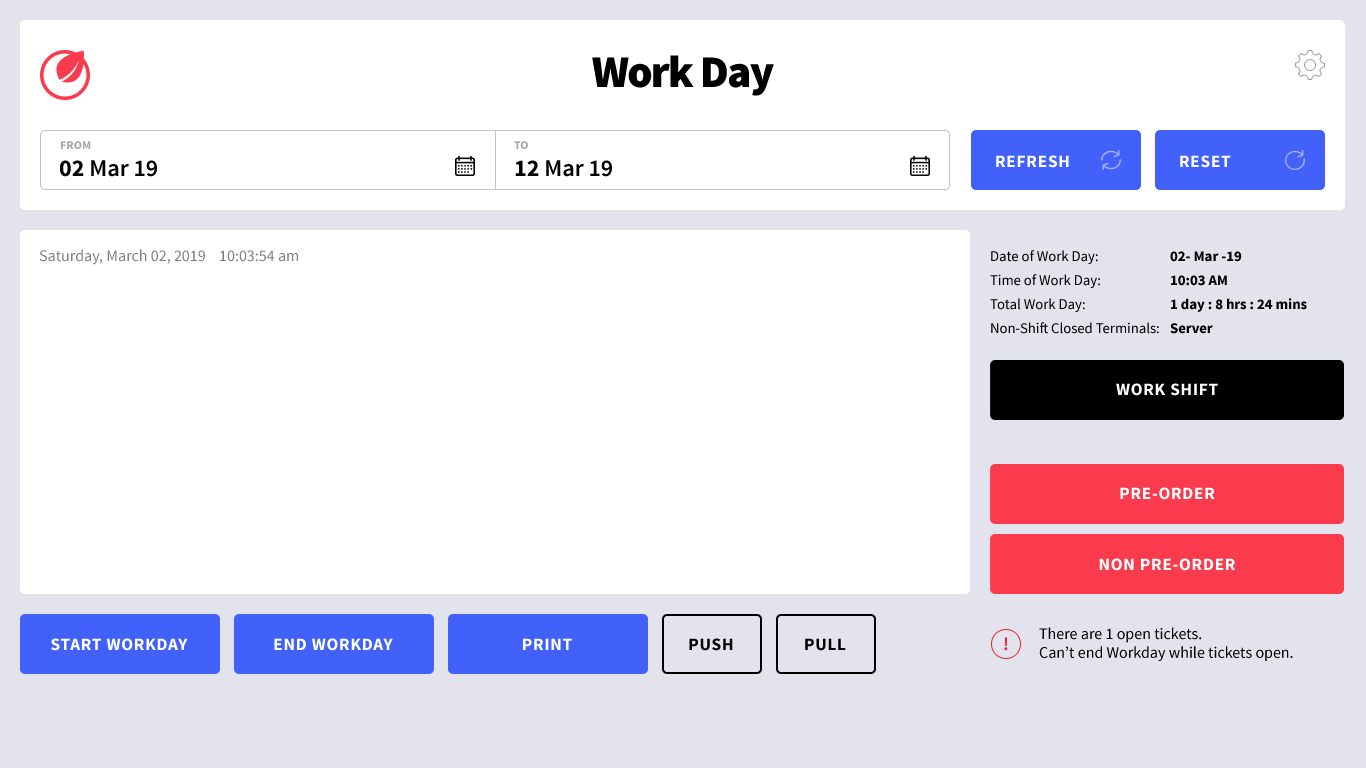 Work Day
FROM
02 Mar 19
TO
12 Mar 19
REFRESH
RESET
Saturday, March 02, 2019 10:03:54 am
Date of Work Day: 02- Mar -19
Time of Work Day: 10:03 AM
Total Work Day: 1 day : 8 hrs : 24 mins
Non-Shift Closed Terminals: Server
WORK SHIFT
PRE-ORDER
NON PRE-ORDER
START WORKDAY
END WORKDAY
PRINT
PUSH
PULL
!
There are 1 open tickets.
Can’t end Workday while tickets open.